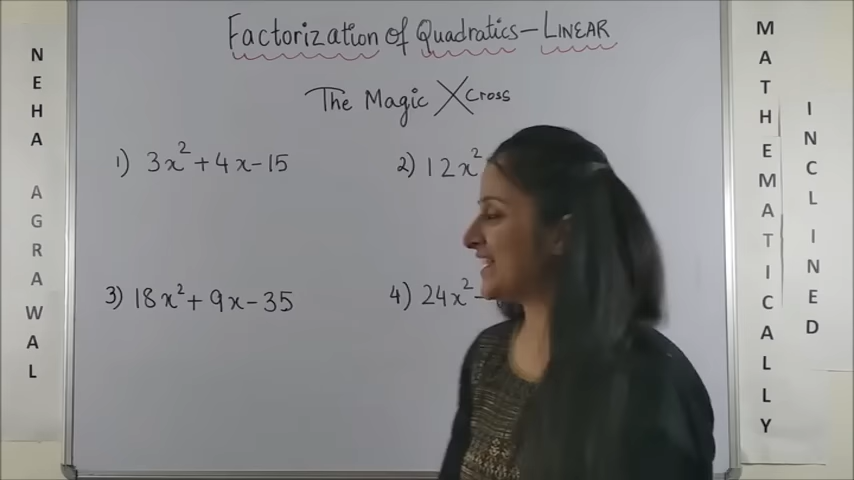 Factorization of Quadratics - LINEAR
The Magic X Cross
1) 3x² + 4x - 15
2) 12x²
3) 18x² + 9x - 35
4) 24x² -
NEHA AGRAWAL
MATHEMATICALLY
INCLINED